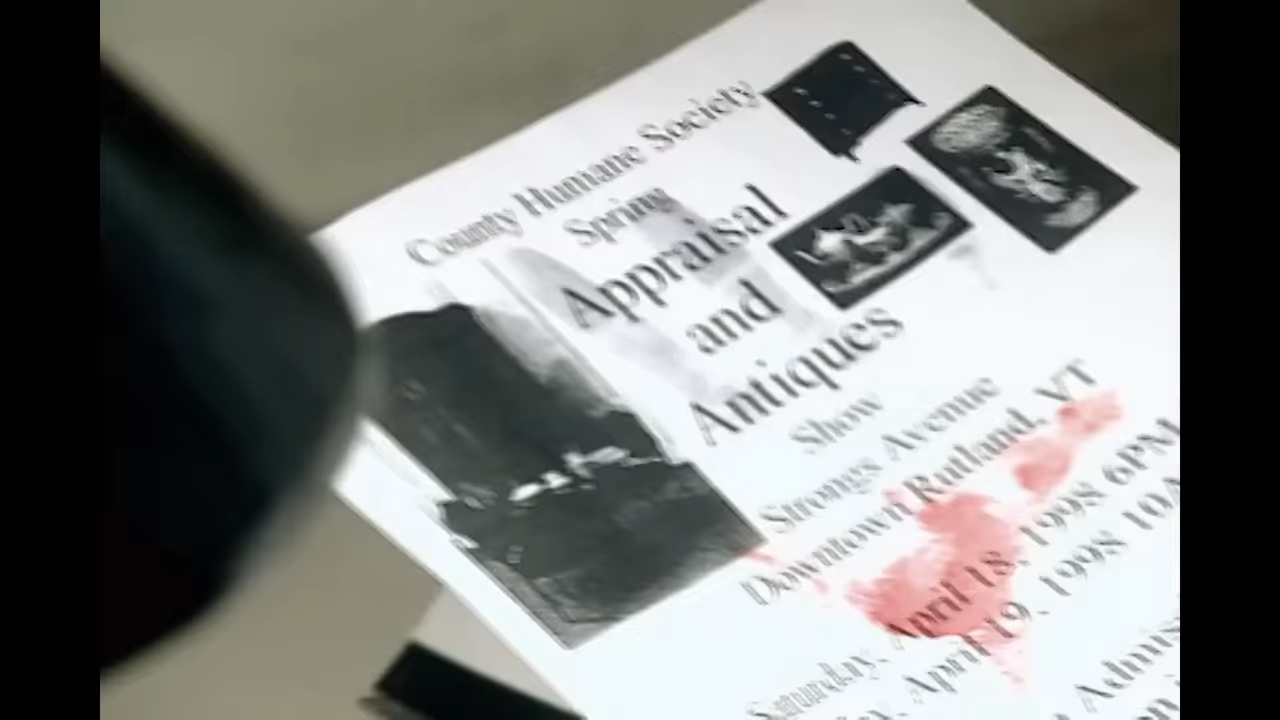 County Humane Society
Spring
Appraisal
and
Antiques
Show
Strongs Avenue
Downtown Rutland, VT
Saturday, April 18, 1998 6PM
April 19, 1998